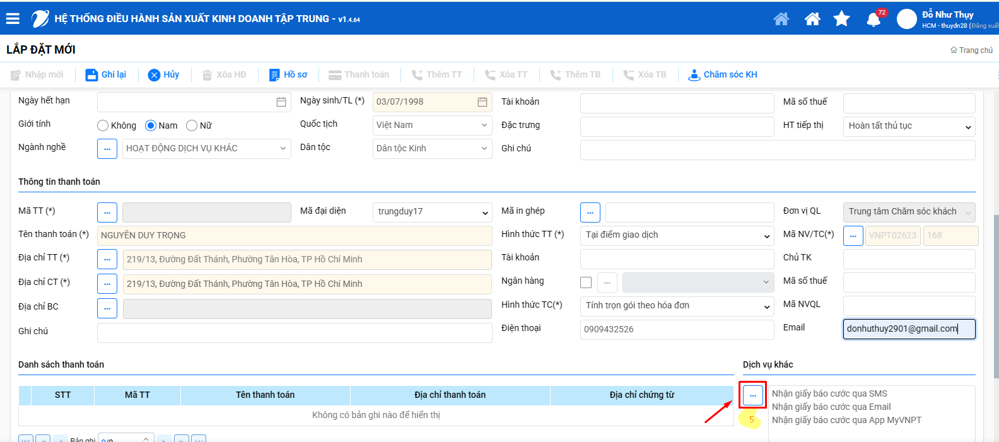 HỆ THỐNG ĐIỀU HÀNH SẢN XUẤT KINH DOANH TẬP TRUNG - v1.4.64
72
Đỗ Như Thụy
HCM - thuydn28 (Đăng xuất
LẮP ĐẶT MỚI
Trang chủ
Nhập mới
Ghi lại
Hủy
Xóa HĐ
Hồ sơ
Thanh toán
Thêm TT
Xóa TT
Thêm TB
Xóa TB
Chăm sóc KH
Ngày hết hạn
Ngày sinh/TL (*) 03/07/1998
Tài khoản
Mã số thuế
Giới tính Không Nam Nữ
Quốc tịch Việt Nam
Đặc trưng
HT tiếp thị Hoàn tất thủ tục
Ngành nghề ... HOẠT ĐỘNG DỊCH VỤ KHÁC
Dân tộc Dân tộc Kinh
Ghi chú
Thông tin thanh toán
Mã TT (*) ...
Mã đại diện trungduy17
Mã in ghép ...
Đơn vị QL Trung tâm Chăm sóc khách
Tên thanh toán (*) NGUYÊN DUY TRỌNG
Hình thức TT (*) Tại điểm giao dịch
Mã NV/TC(*) ... VNPT02623 168
Địa chỉ TT (*) ... 219/13, Đường Đất Thánh, Phường Tân Hòa, TP Hồ Chí Minh
Tài khoản
Chủ TK
Địa chỉ CT (*) ... 219/13, Đường Đất Thánh, Phường Tân Hòa, TP Hồ Chí Minh
Ngân hàng ...
Mã số thuế
Địa chỉ BC ...
Hình thức TC(*) Tính trọn gói theo hóa đơn
Mã NVQL
Ghi chú
Điện thoại 0909432526
Email donhuthuy2901@gmail.com
Danh sách thanh toán
Dịch vụ khác
STT Mã TT Tên thanh toán Địa chỉ thanh toán Địa chỉ chứng từ
Không có bản ghi nào để hiển thị
...
5
Nhận giấy báo cước qua SMS
Nhận giấy báo cước qua Email
Nhận giấy báo cước qua App MyVNPT
Bản ghi 0/0